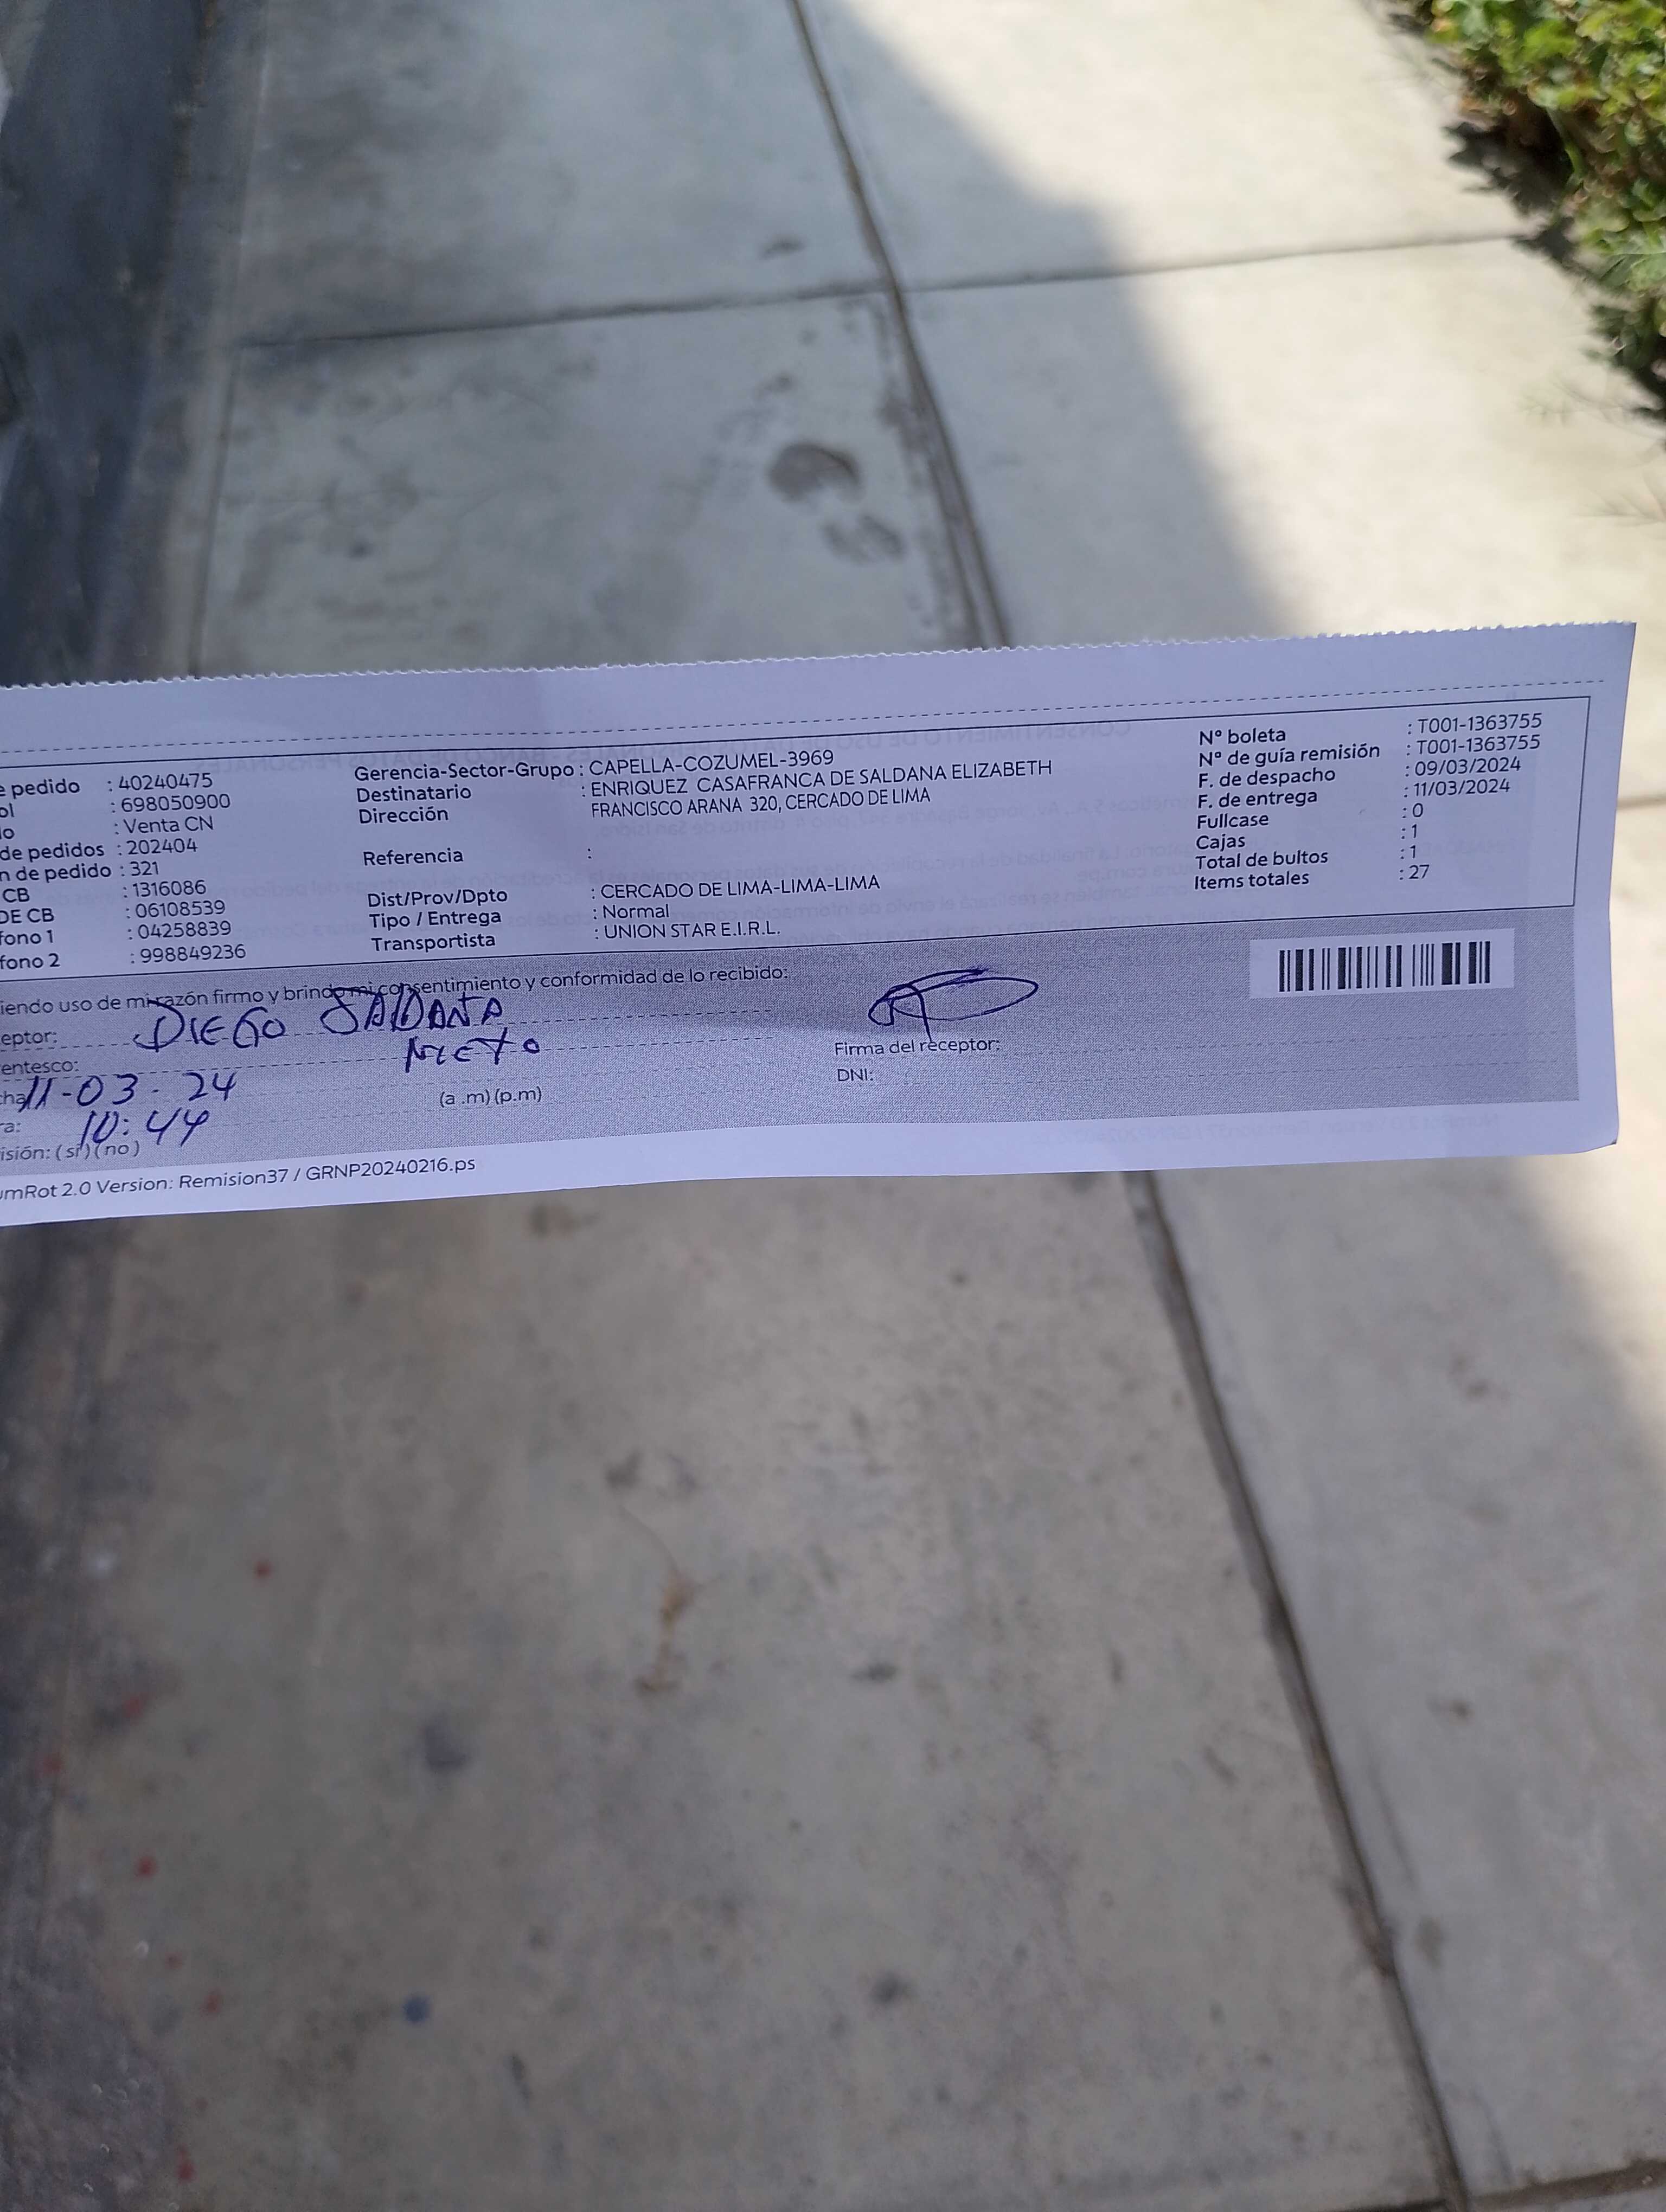 e pedido : 40240475
ol : 698050900
lo : Venta CN
de pedidos : 202404
n de pedido : 321
CB : 1316086
DE CB : 06108539
fono 1 : 04258839
fono 2 : 998849236
Gerencia-Sector-Grupo : CAPELLA-COZUMEL-3969
Destinatario : ENRIQUEZ CASAFRANCA DE SALDANA ELIZABETH
Dirección FRANCISCO ARANA 320, CERCADO DE LIMA
Referencia :
Dist/Prov/Dpto : CERCADO DE LIMA-LIMA-LIMA
Tipo / Entrega : Normal
Transportista : UNION STAR E.I.R.L.
Nº boleta : T001-1363755
Nº de guía remisión : T001-1363755
F. de despacho : 09/03/2024
F. de entrega : 11/03/2024
Fullcase : 0
Cajas : 1
Total de bultos : 1
Items totales : 27
iendo uso de mi razón firmo y brindo mi consentimiento y conformidad de lo recibido:
eptor: DIEGO SALDAÑA
entesco: NIETO
cha 11-03-24
ra: 10:44 (a .m) (p.m)
isión: ( si ) ( no )
Firma del receptor:
DNI:
umRot 2.0 Version: Remision37 / GRNP20240216.ps